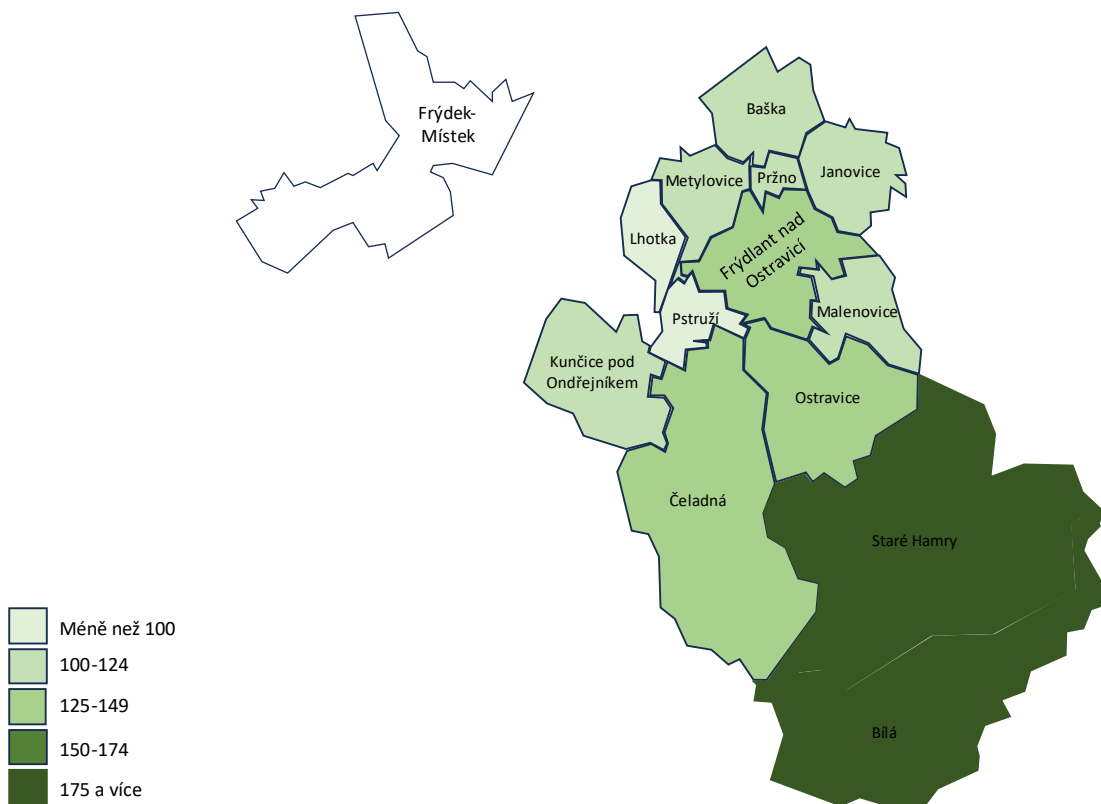 Frýdek-
Místek
Baška
Metylovice
Pržno
Janovice
Lhotka
Frýdlant nad
Ostravicí
Pstruží
Malenovice
Kunčice pod
Ondřejníkem
Ostravice
Čeladná
Staré Hamry
Bílá
Méně než 100
100-124
125-149
150-174
175 a více